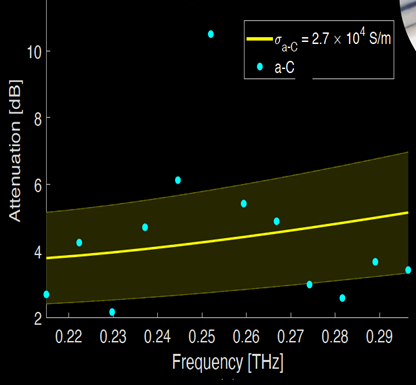 σa-C = 2.7 × 10⁴ S/m
a-C
Attenuation [dB]
10
8
6
4
2
0.22 0.23 0.24 0.25 0.26 0.27 0.28 0.29
Frequency [THz]